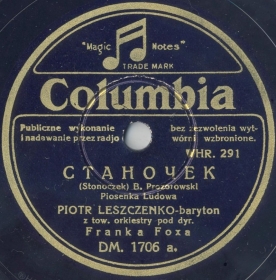 "Magic Notes"
TRADE MARK
Columbia
Publiczne wykonanie bez zezwolenia wyt-
i nadawanie przez radjo wórni wzbronione.
WHR. 291
СТАНОЧЕК
(Stonoczek) B. Prozorowski
Piosenka Ludowa
PIOTR LESZCZENKO-baryton
z tow. orkiestry pod dyr.
Franka Foxa
DM. 1706 a.